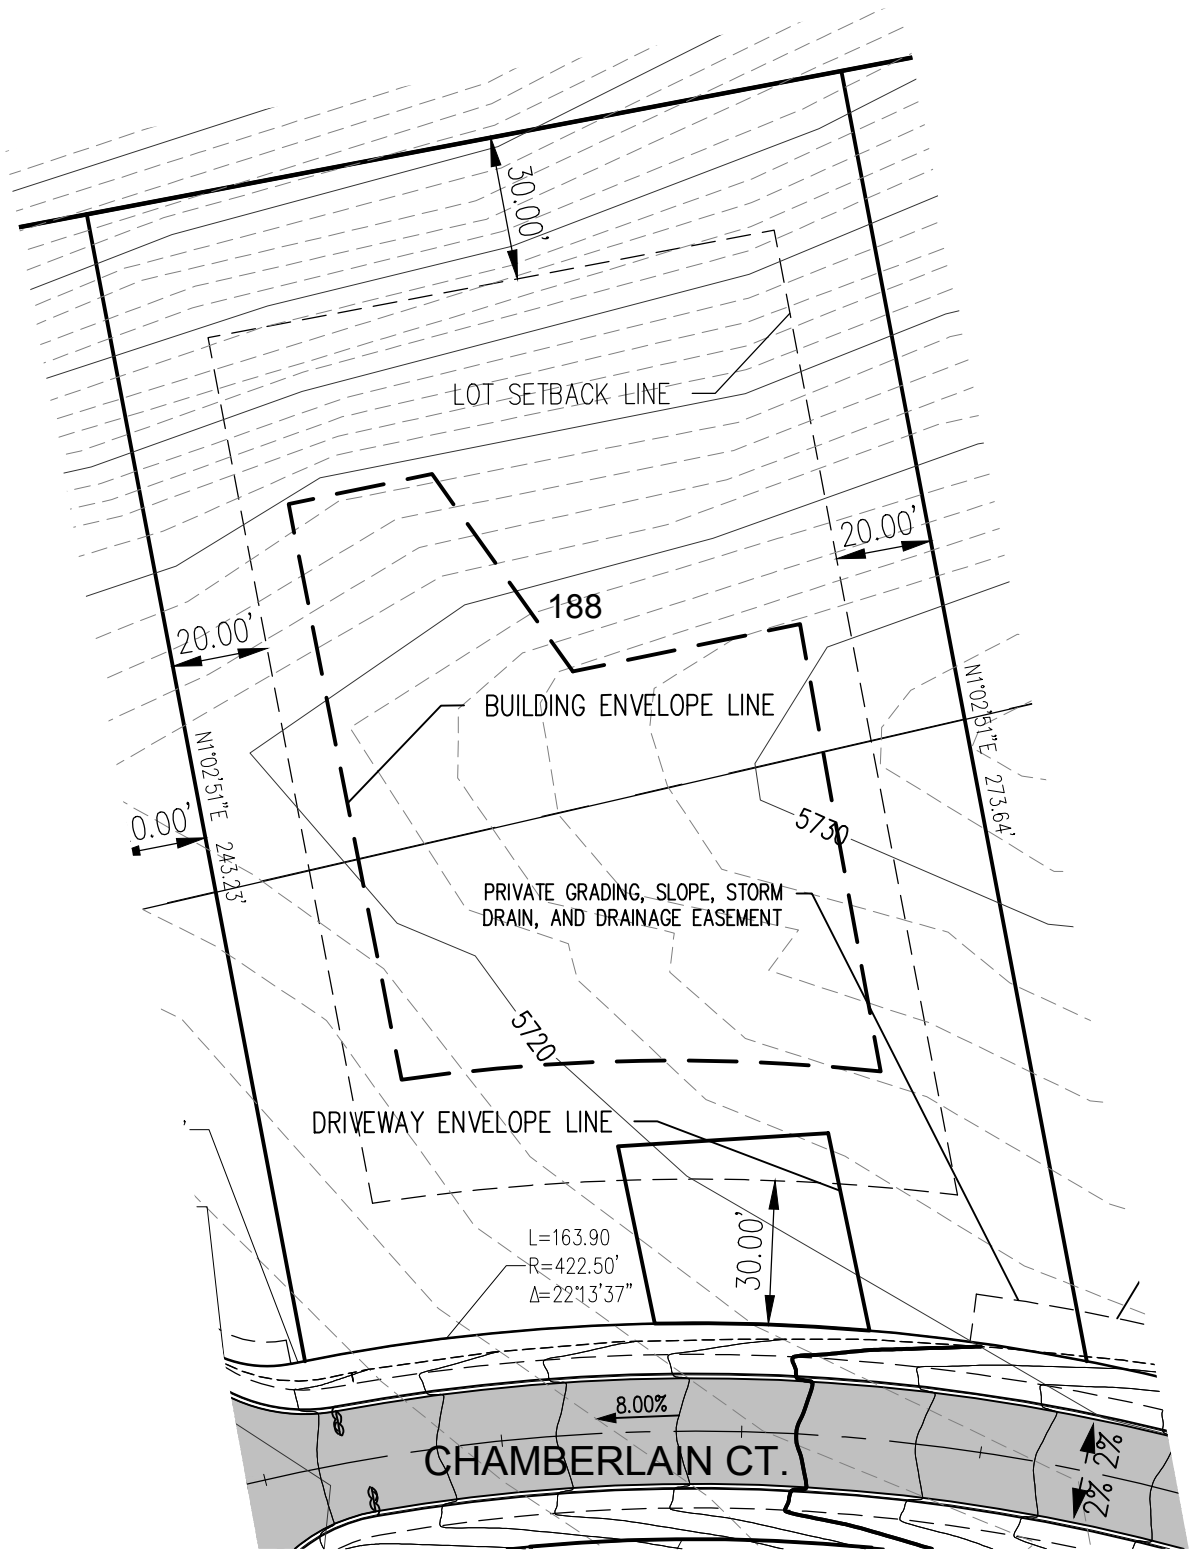 30.00'
LOT SETBACK LINE
20.00'
188
20.00'
BUILDING ENVELOPE LINE
N1°02'51"E 273.64'
N1°02'51"E 243.23'
0.00'
5730
PRIVATE GRADING, SLOPE, STORM
DRAIN, AND DRAINAGE EASEMENT
5720
DRIVEWAY ENVELOPE LINE
'
L=163.90
R=422.50'
Δ=22°13'37"
30.00'
8.00%
CHAMBERLAIN CT.
2% 2%